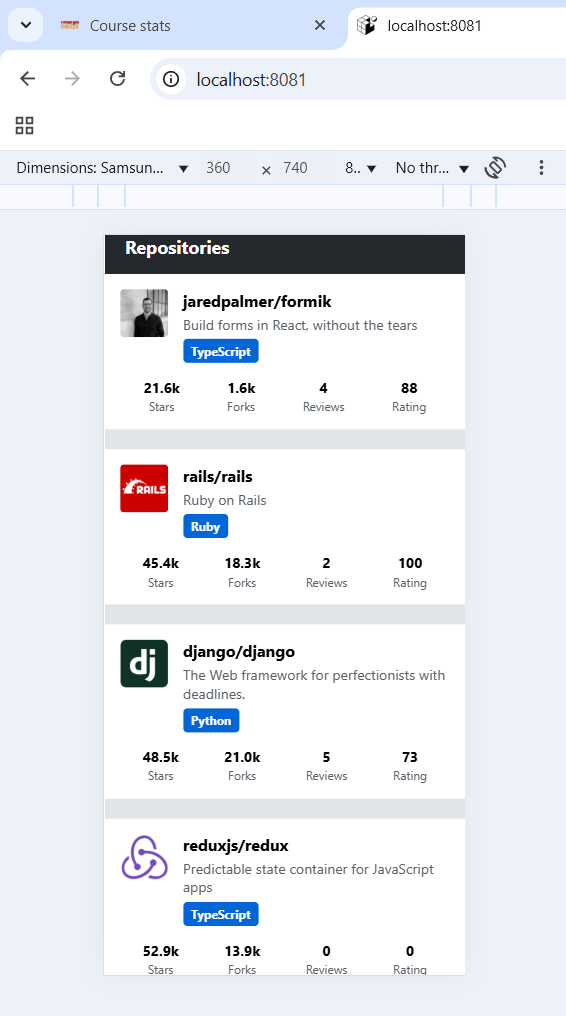 Course stats
localhost:8081
localhost:8081
Dimensions: Samsun... 360 × 740 8.. No thr...
Repositories
jaredpalmer/formik
Build forms in React, without the tears
TypeScript
21.6k 1.6k 4 88
Stars Forks Reviews Rating
rails/rails
RAILS
Ruby on Rails
Ruby
45.4k 18.3k 2 100
Stars Forks Reviews Rating
django/django
dj
The Web framework for perfectionists with
deadlines.
Python
48.5k 21.0k 5 73
Stars Forks Reviews Rating
reduxjs/redux
Predictable state container for JavaScript
apps
TypeScript
52.9k 13.9k 0 0
Stars Forks Reviews Rating